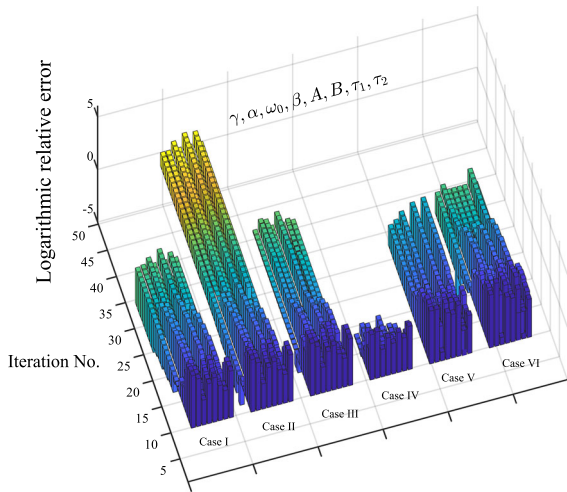 γ, α, ω₀, β, A, B, τ₁, τ₂
Logarithmic relative error
5
0
-5
50
45
40
35
30
25
20
15
10
5
Iteration No.
Case I
Case II
Case III
Case IV
Case V
Case VI